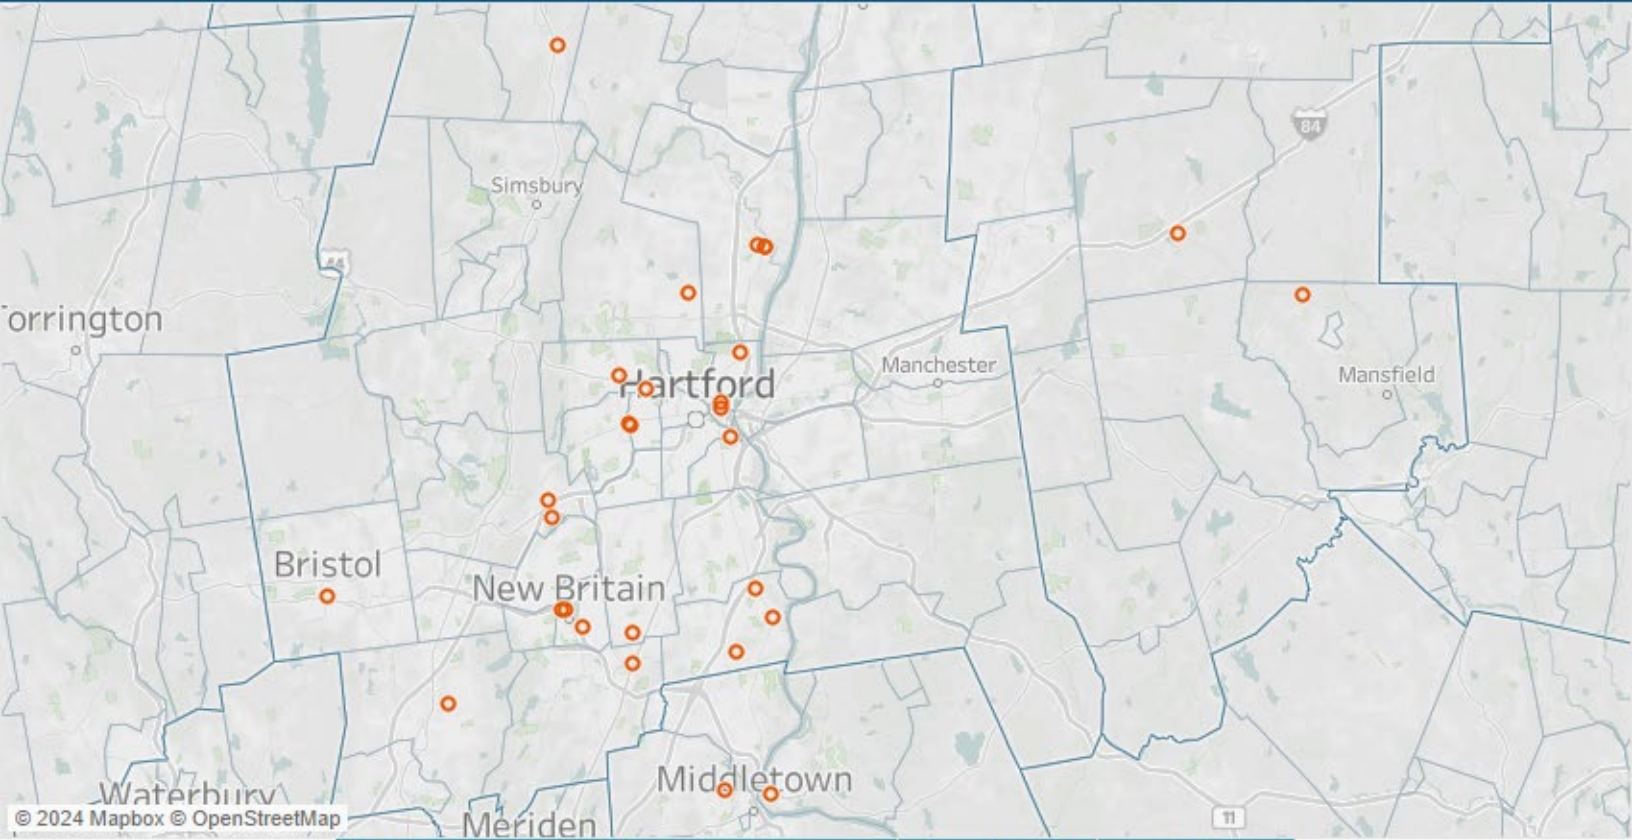 84
Simsbury
44
Torrington
Hartford
Manchester
Mansfield
Bristol
New Britain
Middletown
Waterbury
© 2024 Mapbox © OpenStreetMap
Meriden
11